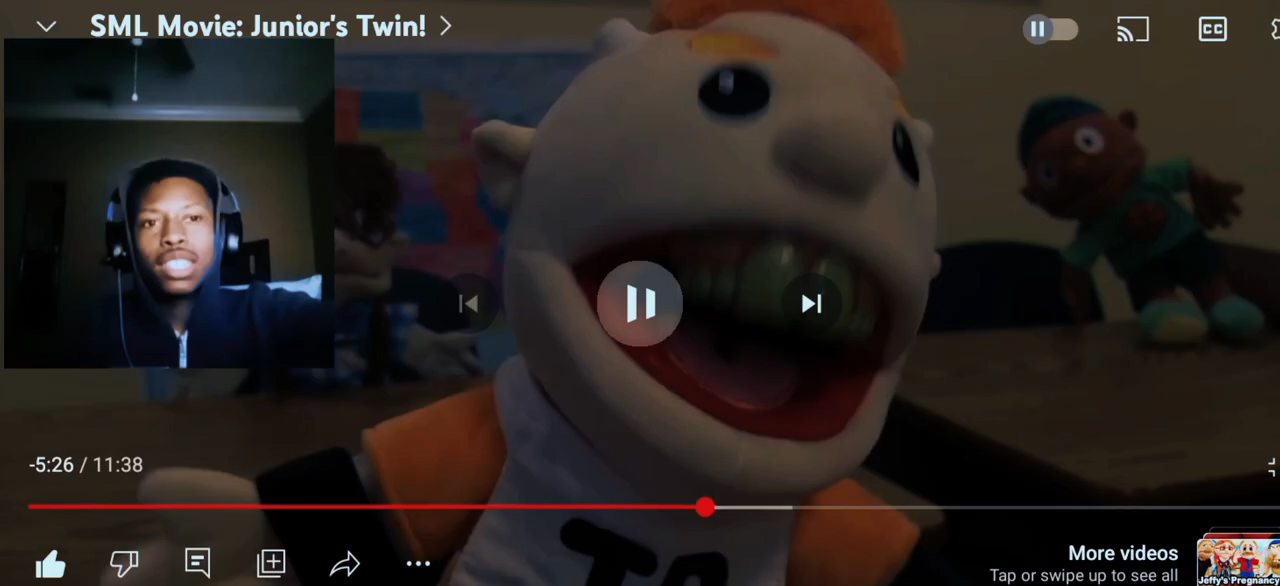 SML Movie: Junior's Twin!
CC
-5:26 / 11:38
More videos
Tap or swipe up to see all
Jeffy's Pregnancy